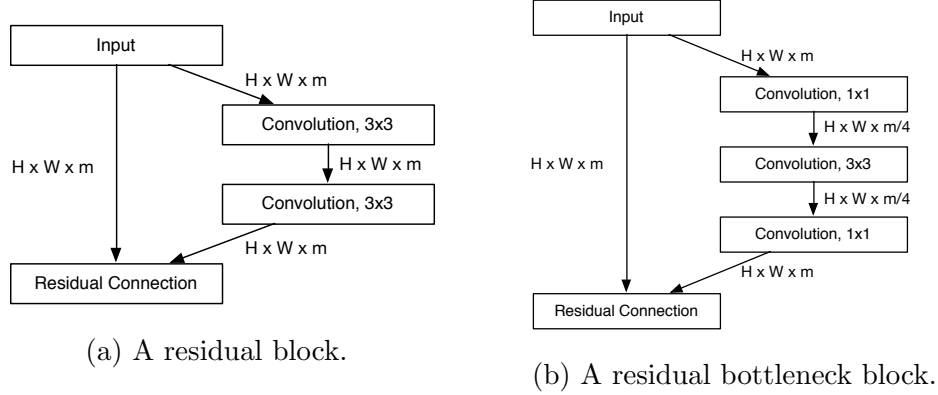 Input
H x W x m
Convolution, 3x3
H x W x m
H x W x m
Convolution, 3x3
H x W x m
Residual Connection
(a) A residual block.
Input
H x W x m
Convolution, 1x1
H x W x m/4
Convolution, 3x3
H x W x m
H x W x m/4
Convolution, 1x1
H x W x m
Residual Connection
(b) A residual bottleneck block.